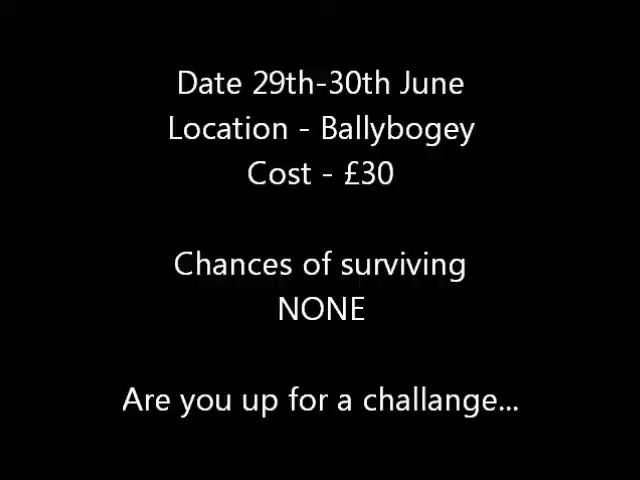 Date 29th-30th June
Location - Ballybogey
Cost - £30
Chances of surviving
NONE
Are you up for a challange...